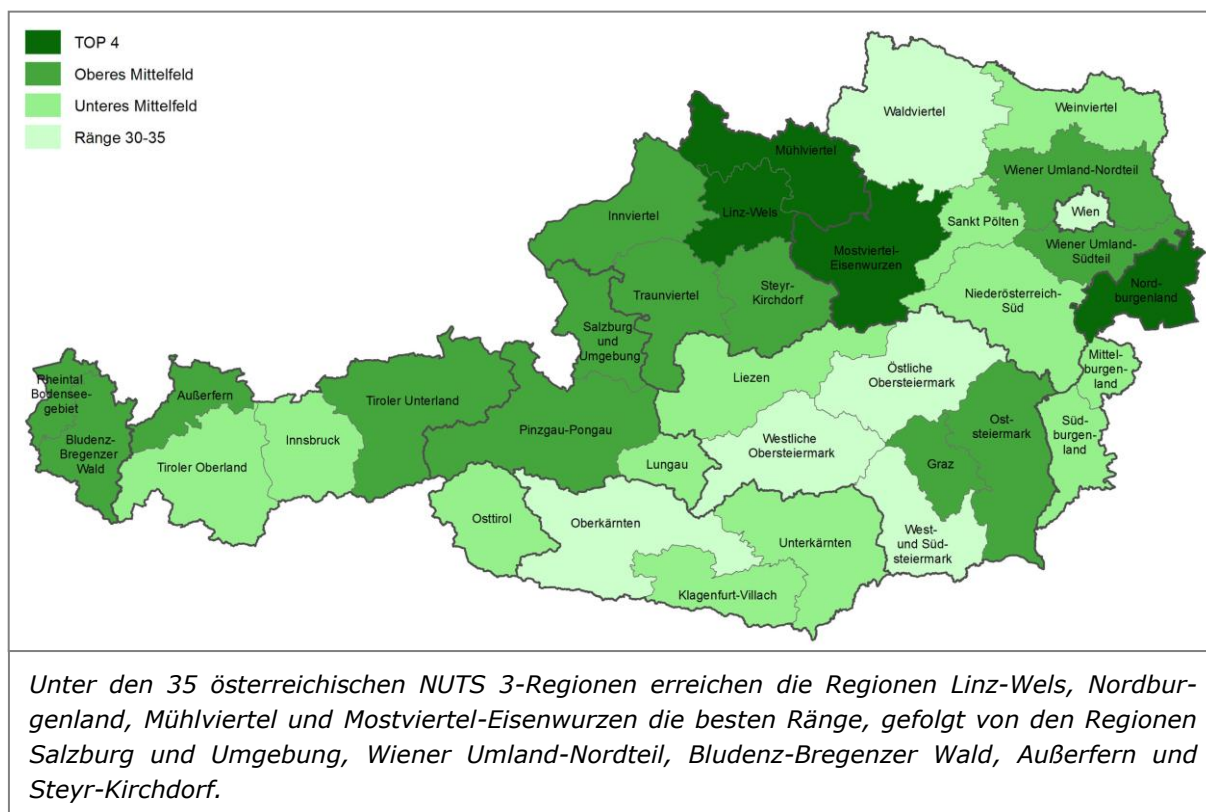 TOP 4
Oberes Mittelfeld
Unteres Mittelfeld
Ränge 30-35
Waldviertel
Weinviertel
Mühlviertel
Wiener Umland-Nordteil
Innviertel
Linz-Wels
Sankt Pölten
Wien
Mostviertel-
Eisenwurzen
Wiener Umland-
Südteil
Nord-
burgenland
Traunviertel
Steyr-
Kirchdorf
Niederösterreich-
Süd
Salzburg
und
Umgebung
Mittel-
burgen-
land
Rheintal
Bodensee-
gebiet
Außerfern
Tiroler Unterland
Liezen
Östliche
Obersteiermark
Bludenz-
Bregenzer
Wald
Innsbruck
Pinzgau-Pongau
Ost-
steiermark
Süd-
burgen-
land
Tiroler Oberland
Lungau
Westliche
Obersteiermark
Graz
Osttirol
Oberkärnten
Unterkärnten
West-
und Süd-
steiermark
Klagenfurt-Villach
Unter den 35 österreichischen NUTS 3-Regionen erreichen die Regionen Linz-Wels, Nordbur-
genland, Mühlviertel und Mostviertel-Eisenwurzen die besten Ränge, gefolgt von den Regionen
Salzburg und Umgebung, Wiener Umland-Nordteil, Bludenz-Bregenzer Wald, Außerfern und
Steyr-Kirchdorf.